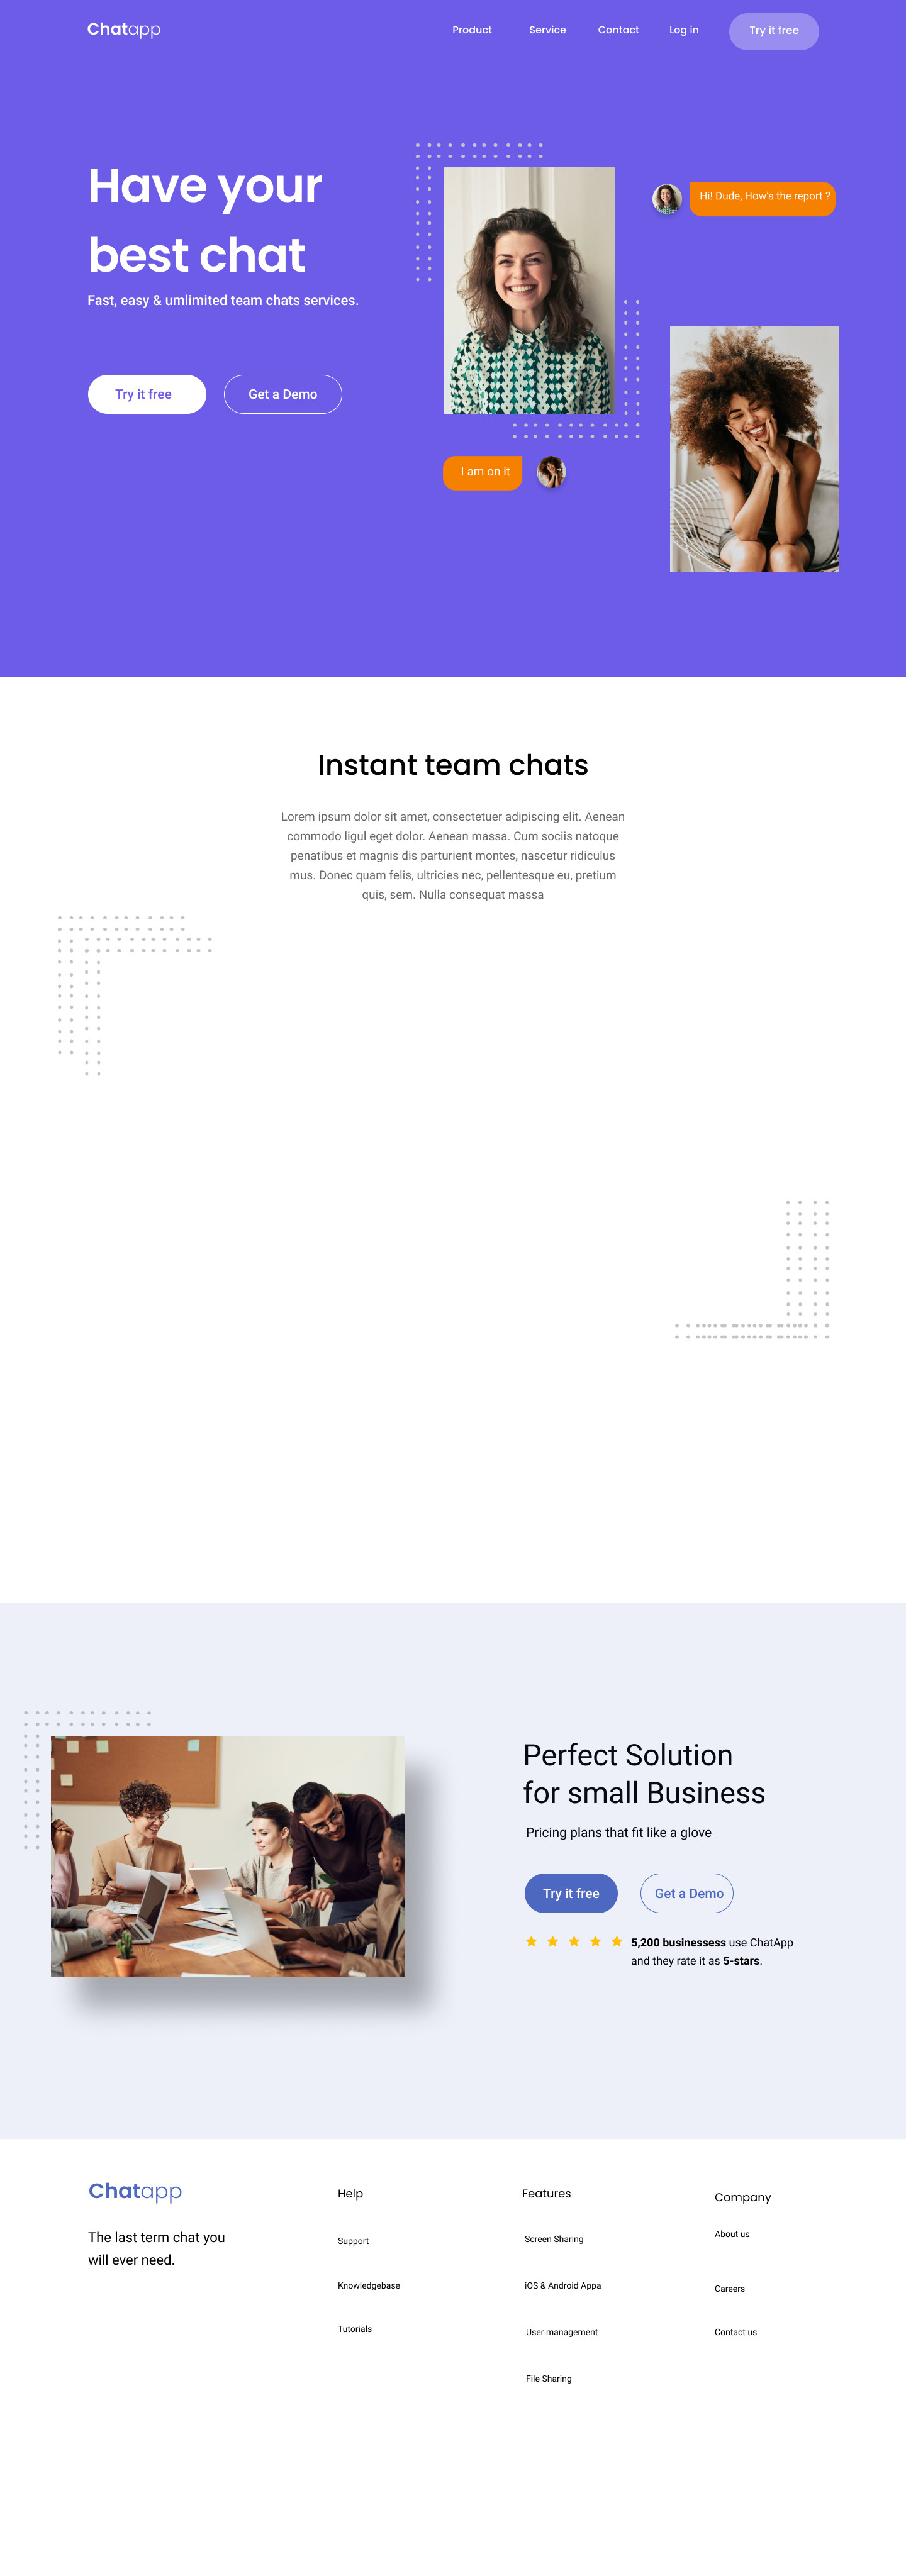 Chatapp
Product Service Contact Log in Try it free
Have your
best chat
Fast, easy & umlimited team chats services.
Try it free Get a Demo
Hi! Dude, How's the report ?
I am on it
Instant team chats
Lorem ipsum dolor sit amet, consectetuer adipiscing elit. Aenean
commodo ligul eget dolor. Aenean massa. Cum sociis natoque
penatibus et magnis dis parturient montes, nascetur ridiculus
mus. Donec quam felis, ultricies nec, pellentesque eu, pretium
quis, sem. Nulla consequat massa
Perfect Solution
for small Business
Pricing plans that fit like a glove
Try it free Get a Demo
5,200 businessess use ChatApp
and they rate it as 5-stars.
Chatapp
The last term chat you
will ever need.
Help
Support
Knowledgebase
Tutorials
Features
Screen Sharing
iOS & Android Appa
User management
File Sharing
Company
About us
Careers
Contact us